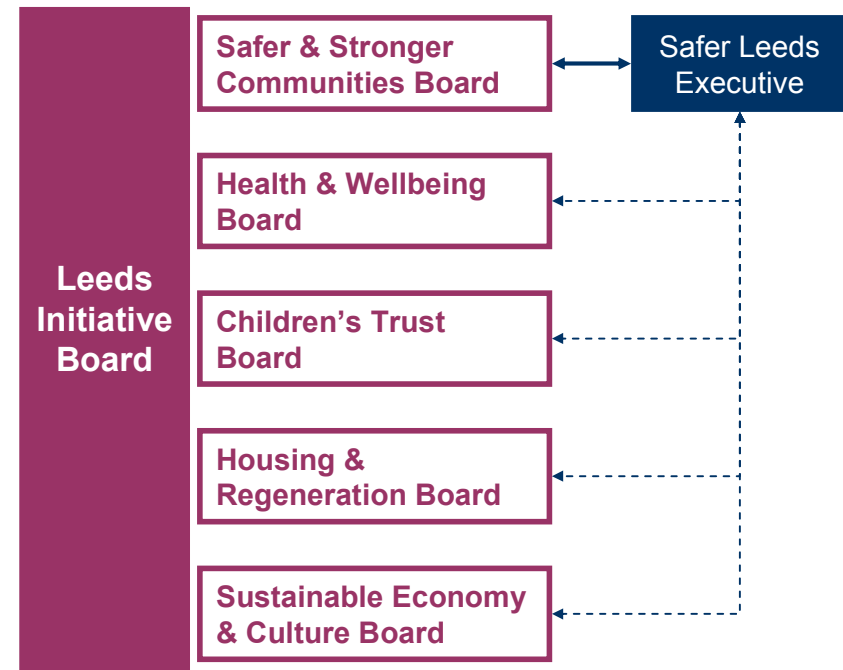 Leeds
Initiative
Board
Safer & Stronger
Communities Board
Safer Leeds
Executive
Health & Wellbeing
Board
Children’s Trust
Board
Housing &
Regeneration Board
Sustainable Economy
& Culture Board